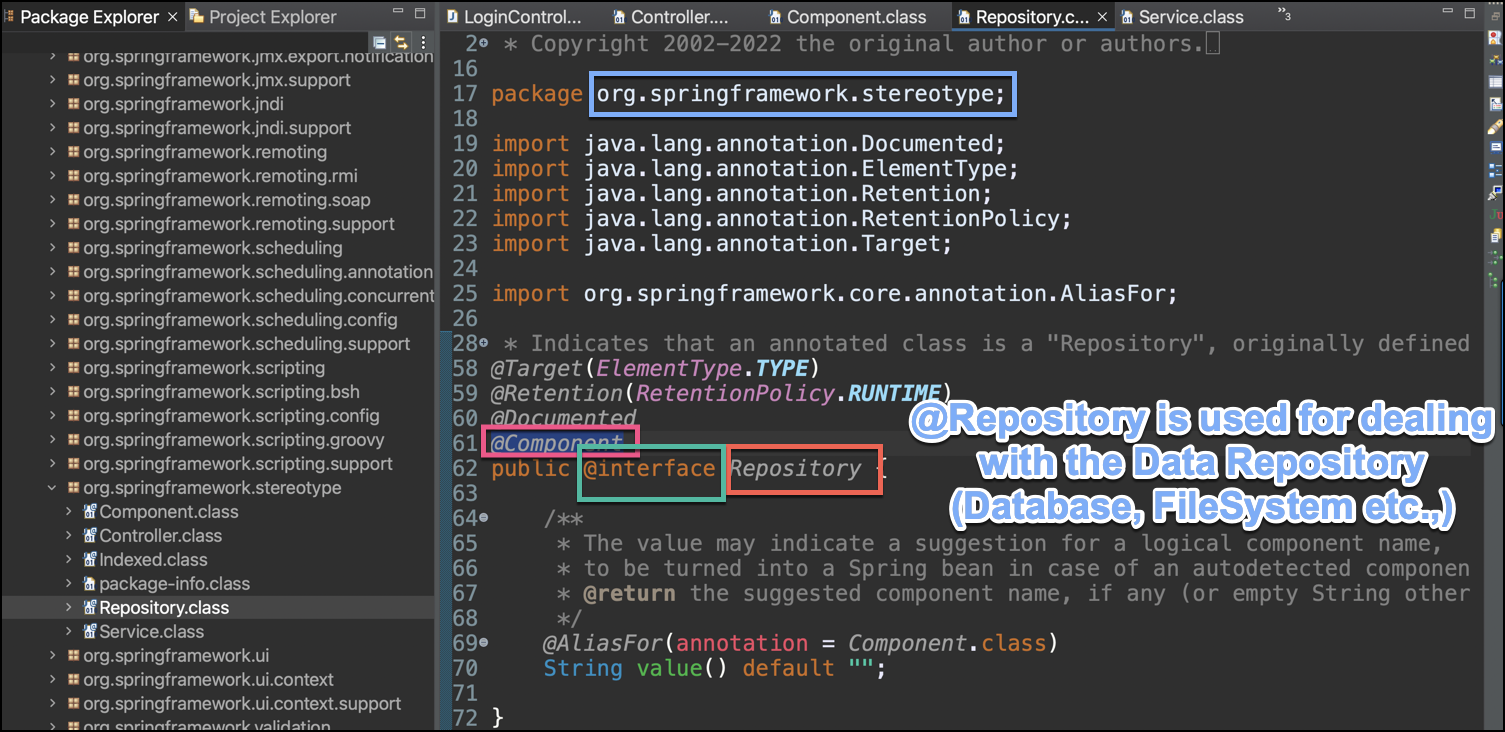 Package Explorer
Project Explorer
org.springframework.jmx.export.notification
org.springframework.jmx.support
org.springframework.jndi
org.springframework.jndi.support
org.springframework.remoting
org.springframework.remoting.rmi
org.springframework.remoting.soap
org.springframework.remoting.support
org.springframework.scheduling
org.springframework.scheduling.annotation
org.springframework.scheduling.concurrent
org.springframework.scheduling.config
org.springframework.scheduling.support
org.springframework.scripting
org.springframework.scripting.bsh
org.springframework.scripting.config
org.springframework.scripting.groovy
org.springframework.scripting.support
org.springframework.stereotype
Component.class
Controller.class
Indexed.class
package-info.class
Repository.class
Service.class
org.springframework.ui
org.springframework.ui.context
org.springframework.ui.context.support
org.springframework.validation
LoginControl...
Controller....
Component.class
Repository.c...
Service.class
3
2 * Copyright 2002-2022 the original author or authors.
16
17 package org.springframework.stereotype;
18
19 import java.lang.annotation.Documented;
20 import java.lang.annotation.ElementType;
21 import java.lang.annotation.Retention;
22 import java.lang.annotation.RetentionPolicy;
23 import java.lang.annotation.Target;
24
25 import org.springframework.core.annotation.AliasFor;
26
28 * Indicates that an annotated class is a "Repository", originally defined
58 @Target(ElementType.TYPE)
59 @Retention(RetentionPolicy.RUNTIME)
60 @Documented
61 @Component
62 public @interface Repository {
63
64 /**
65 * The value may indicate a suggestion for a logical component name,
66 * to be turned into a Spring bean in case of an autodetected componen
67 * @return the suggested component name, if any (or empty String other
68 */
69 @AliasFor(annotation = Component.class)
70 String value() default "";
71
72 }
@Repository is used for dealing
with the Data Repository
(Database, FileSystem etc.,)
Ju